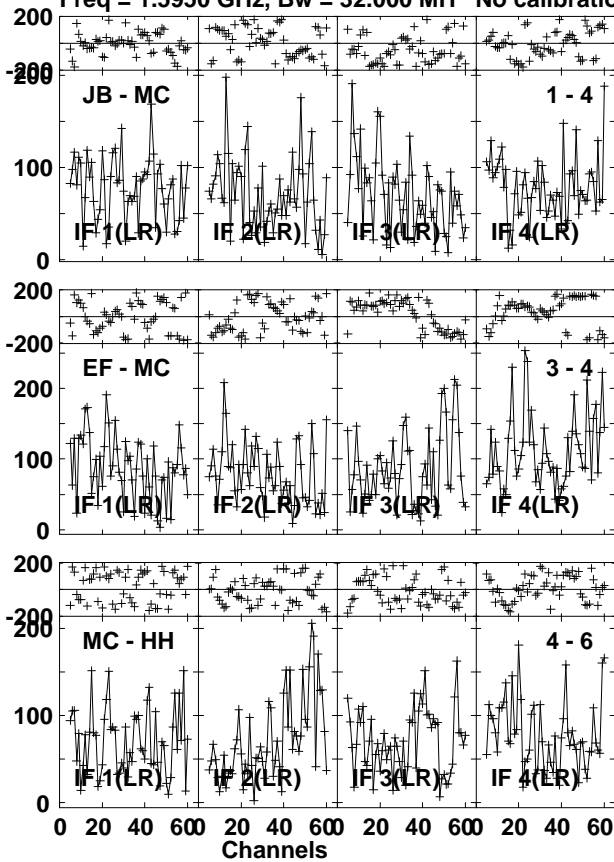 Freq = 1.5950 GHz, Bw = 32.000 MH No calibratio
200
-200
200
JB - MC
1 - 4
100
IF 1(LR) IF 2(LR) IF 3(LR) IF 4(LR)
0
200
-200
EF - MC
3 - 4
200
100
IF 1(LR) IF 2(LR) IF 3(LR) IF 4(LR)
0
200
-200
200
MC - HH
4 - 6
100
IF 1(LR) IF 2(LR) IF 3(LR) IF 4(LR)
0
0 20 40 60 0 20 40 60 0 20 40 60 0 20 40 60
Channels